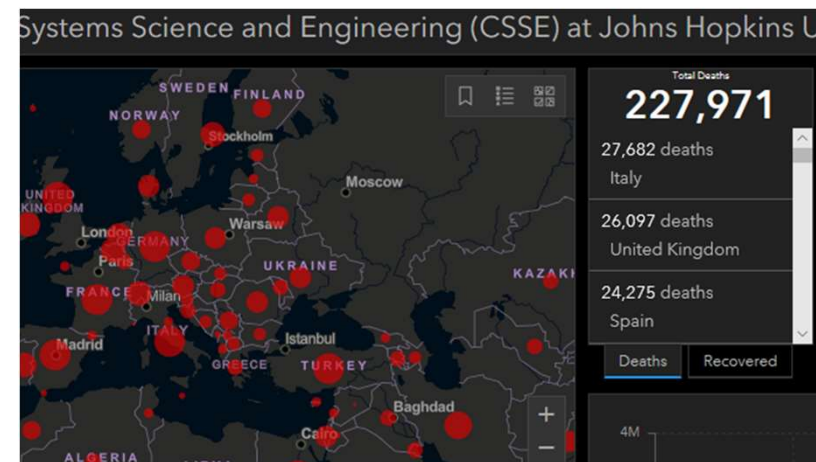 Systems Science and Engineering (CSSE) at Johns Hopkins U
SWEDEN
FINLAND
NORWAY
Stockholm
Moscow
UNITED
KINGDOM
London
Warsaw
GERMANY
Paris
UKRAINE
KAZAKH
FRANCE
Milan
ITALY
Madrid
Istanbul
GREECE
TURKEY
Baghdad
Cairo
ALGERIA
+
−
Total Deaths
227,971
27,682 deaths
Italy
26,097 deaths
United Kingdom
24,275 deaths
Spain
Deaths
Recovered
4M